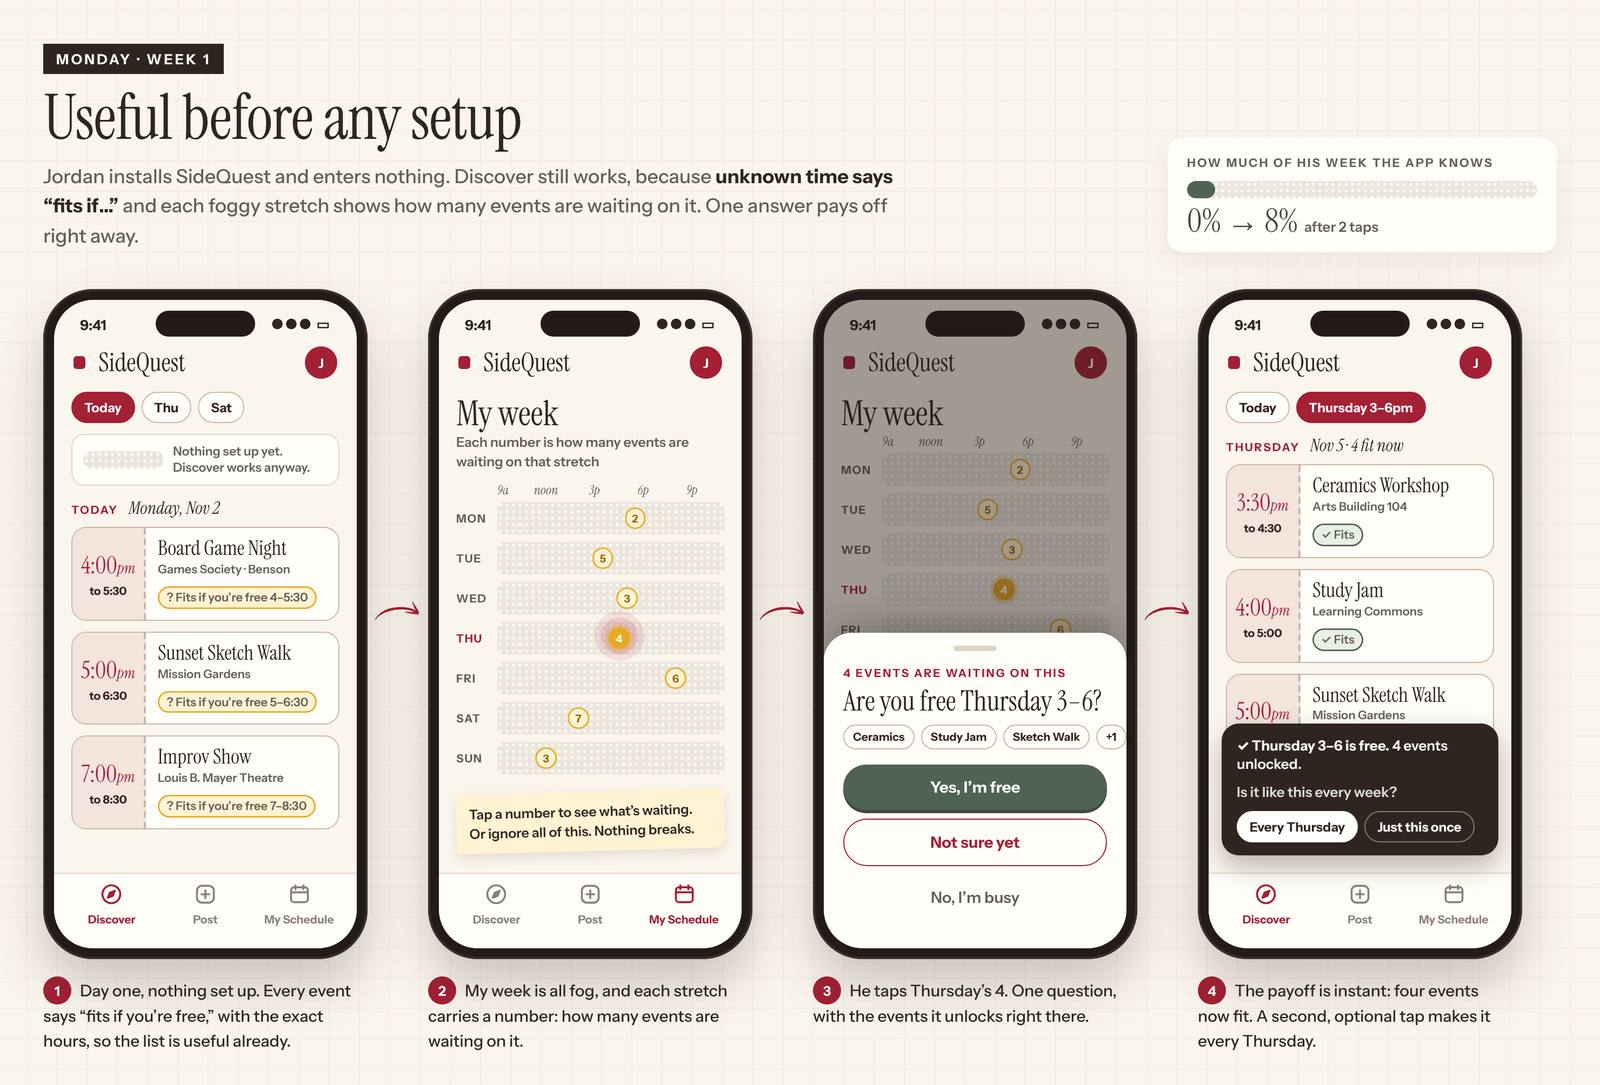 MONDAY · WEEK 1
Useful before any setup
Jordan installs SideQuest and enters nothing. Discover still works, because unknown time says
“fits if…” and each foggy stretch shows how many events are waiting on it. One answer pays off
right away.
HOW MUCH OF HIS WEEK THE APP KNOWS
0% → 8% after 2 taps
9:41
SideQuest
J
Today
Thu
Sat
Nothing set up yet.
Discover works anyway.
TODAY Monday, Nov 2
4:00pm
to 5:30
Board Game Night
Games Society · Benson
? Fits if you’re free 4–5:30
5:00pm
to 6:30
Sunset Sketch Walk
Mission Gardens
? Fits if you’re free 5–6:30
7:00pm
to 8:30
Improv Show
Louis B. Mayer Theatre
? Fits if you’re free 7–8:30
Discover
Post
My Schedule
1 Day one, nothing set up. Every event
says “fits if you’re free,” with the exact
hours, so the list is useful already.
9:41
SideQuest
J
My week
Each number is how many events are
waiting on that stretch
9a noon 3p 6p 9p
MON 2
TUE 5
WED 3
THU 4
FRI 6
SAT 7
SUN 3
Tap a number to see what’s waiting.
Or ignore all of this. Nothing breaks.
Discover
Post
My Schedule
2 My week is all fog, and each stretch
carries a number: how many events are
waiting on it.
9:41
SideQuest
J
My week
9a noon 3p 6p 9p
MON 2
TUE 5
WED 3
THU 4
FRI 6
4 EVENTS ARE WAITING ON THIS
Are you free Thursday 3–6?
Ceramics
Study Jam
Sketch Walk
+1
Yes, I’m free
Not sure yet
No, I’m busy
3 He taps Thursday’s 4. One question,
with the events it unlocks right there.
9:41
SideQuest
J
Today
Thursday 3–6pm
THURSDAY Nov 5 · 4 fit now
3:30pm
to 4:30
Ceramics Workshop
Arts Building 104
✓ Fits
4:00pm
to 5:00
Study Jam
Learning Commons
✓ Fits
5:00pm
Sunset Sketch Walk
Mission Gardens
✓ Thursday 3–6 is free. 4 events
unlocked.
Is it like this every week?
Every Thursday
Just this once
Discover
Post
My Schedule
4 The payoff is instant: four events
now fit. A second, optional tap makes it
every Thursday.